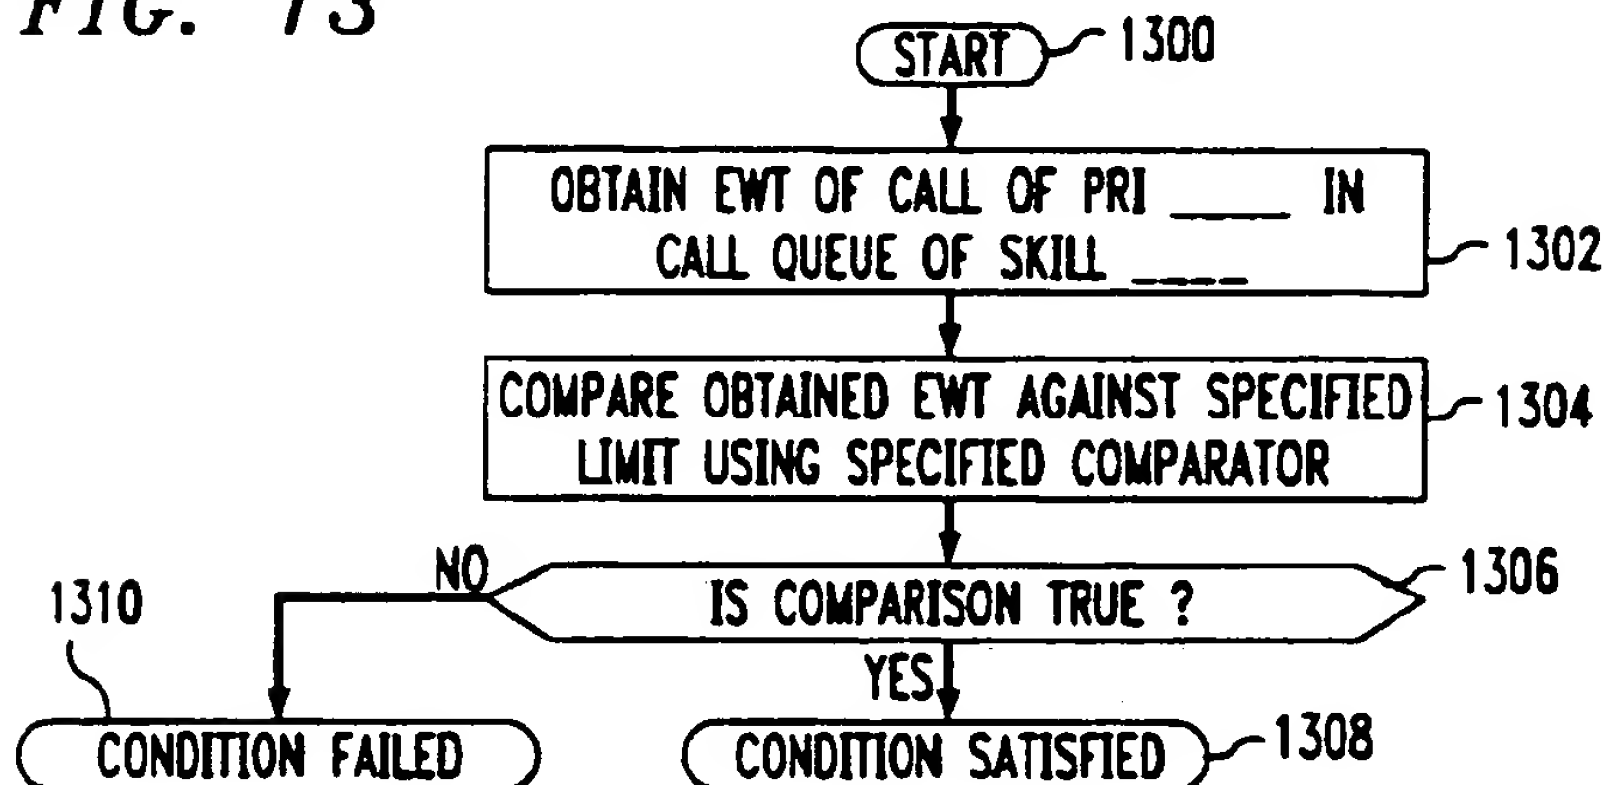 FIG. 13
START
1300
OBTAIN EWT OF CALL OF PRI ____ IN
CALL QUEUE OF SKILL ____
1302
COMPARE OBTAINED EWT AGAINST SPECIFIED
LIMIT USING SPECIFIED COMPARATOR
1304
NO
IS COMPARISON TRUE ?
1306
1310
YES
CONDITION FAILED
CONDITION SATISFIED
1308